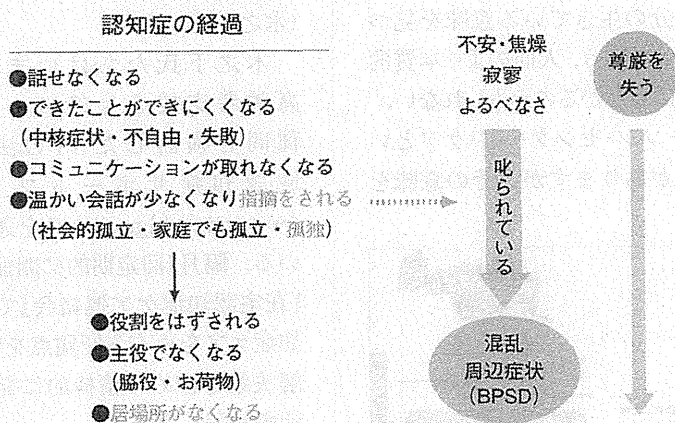 認知症の経過
●話せなくなる
●できたことができにくくなる
(中核症状・不自由・失敗)
●コミュニケーションが取れなくなる
●温かい会話が少なくなり指摘をされる
(社会的孤立・家庭でも孤立・孤独)
●役割をはずされる
●主役でなくなる
(脇役・お荷物)
●居場所がなくなる
不安・焦燥
寂寥
よるべなさ
叱られている
混乱
周辺症状
(BPSD)
尊厳を
失う